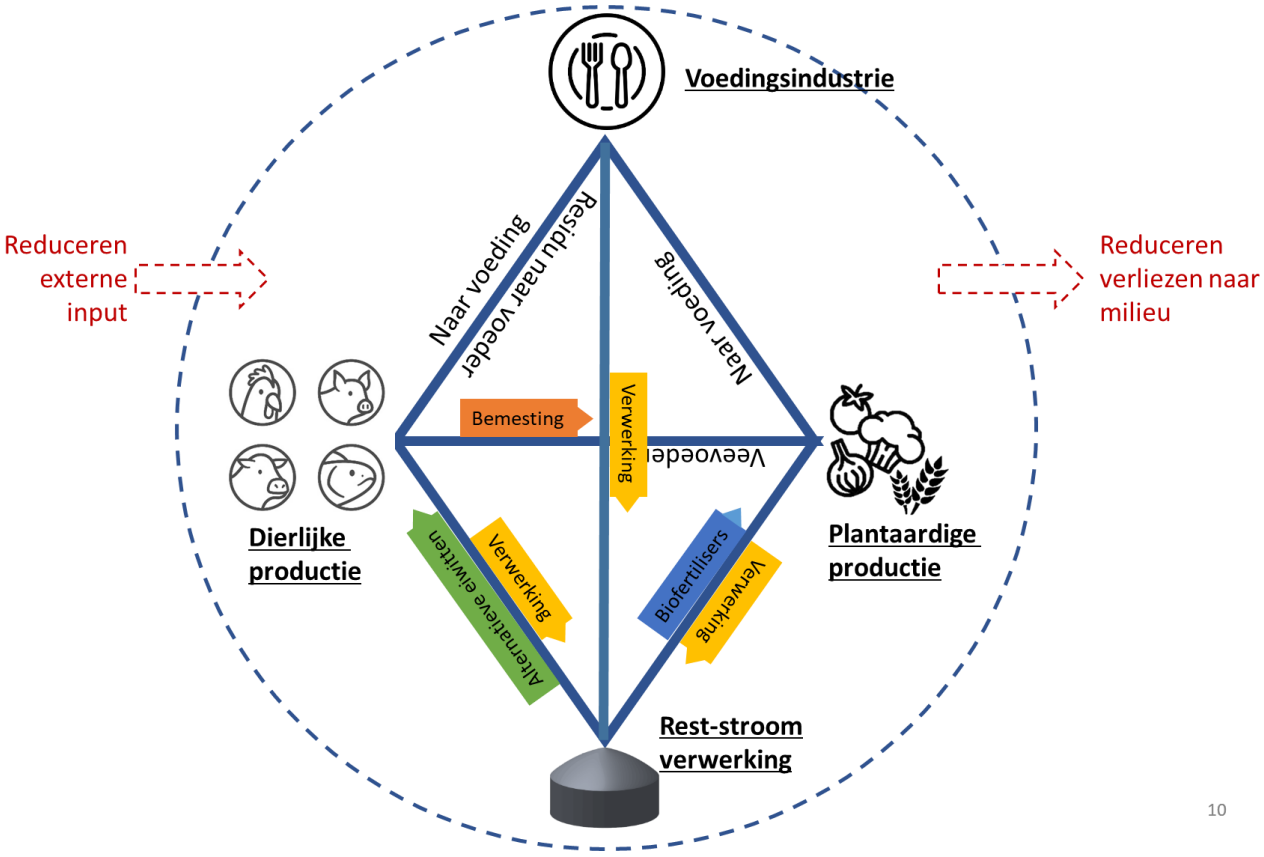 Voedingsindustrie
Reduceren
externe
input
Reduceren
verliezen naar
milieu
Naar voeding
Residu naar voeder
Naar voeding
Bemesting
Verwerking
Veevoeder
Dierlijke
productie
Plantaardige
productie
Alternatieve eiwitten
Verwerking
Biofertilisers
Verwerking
Rest-stroom
verwerking
10